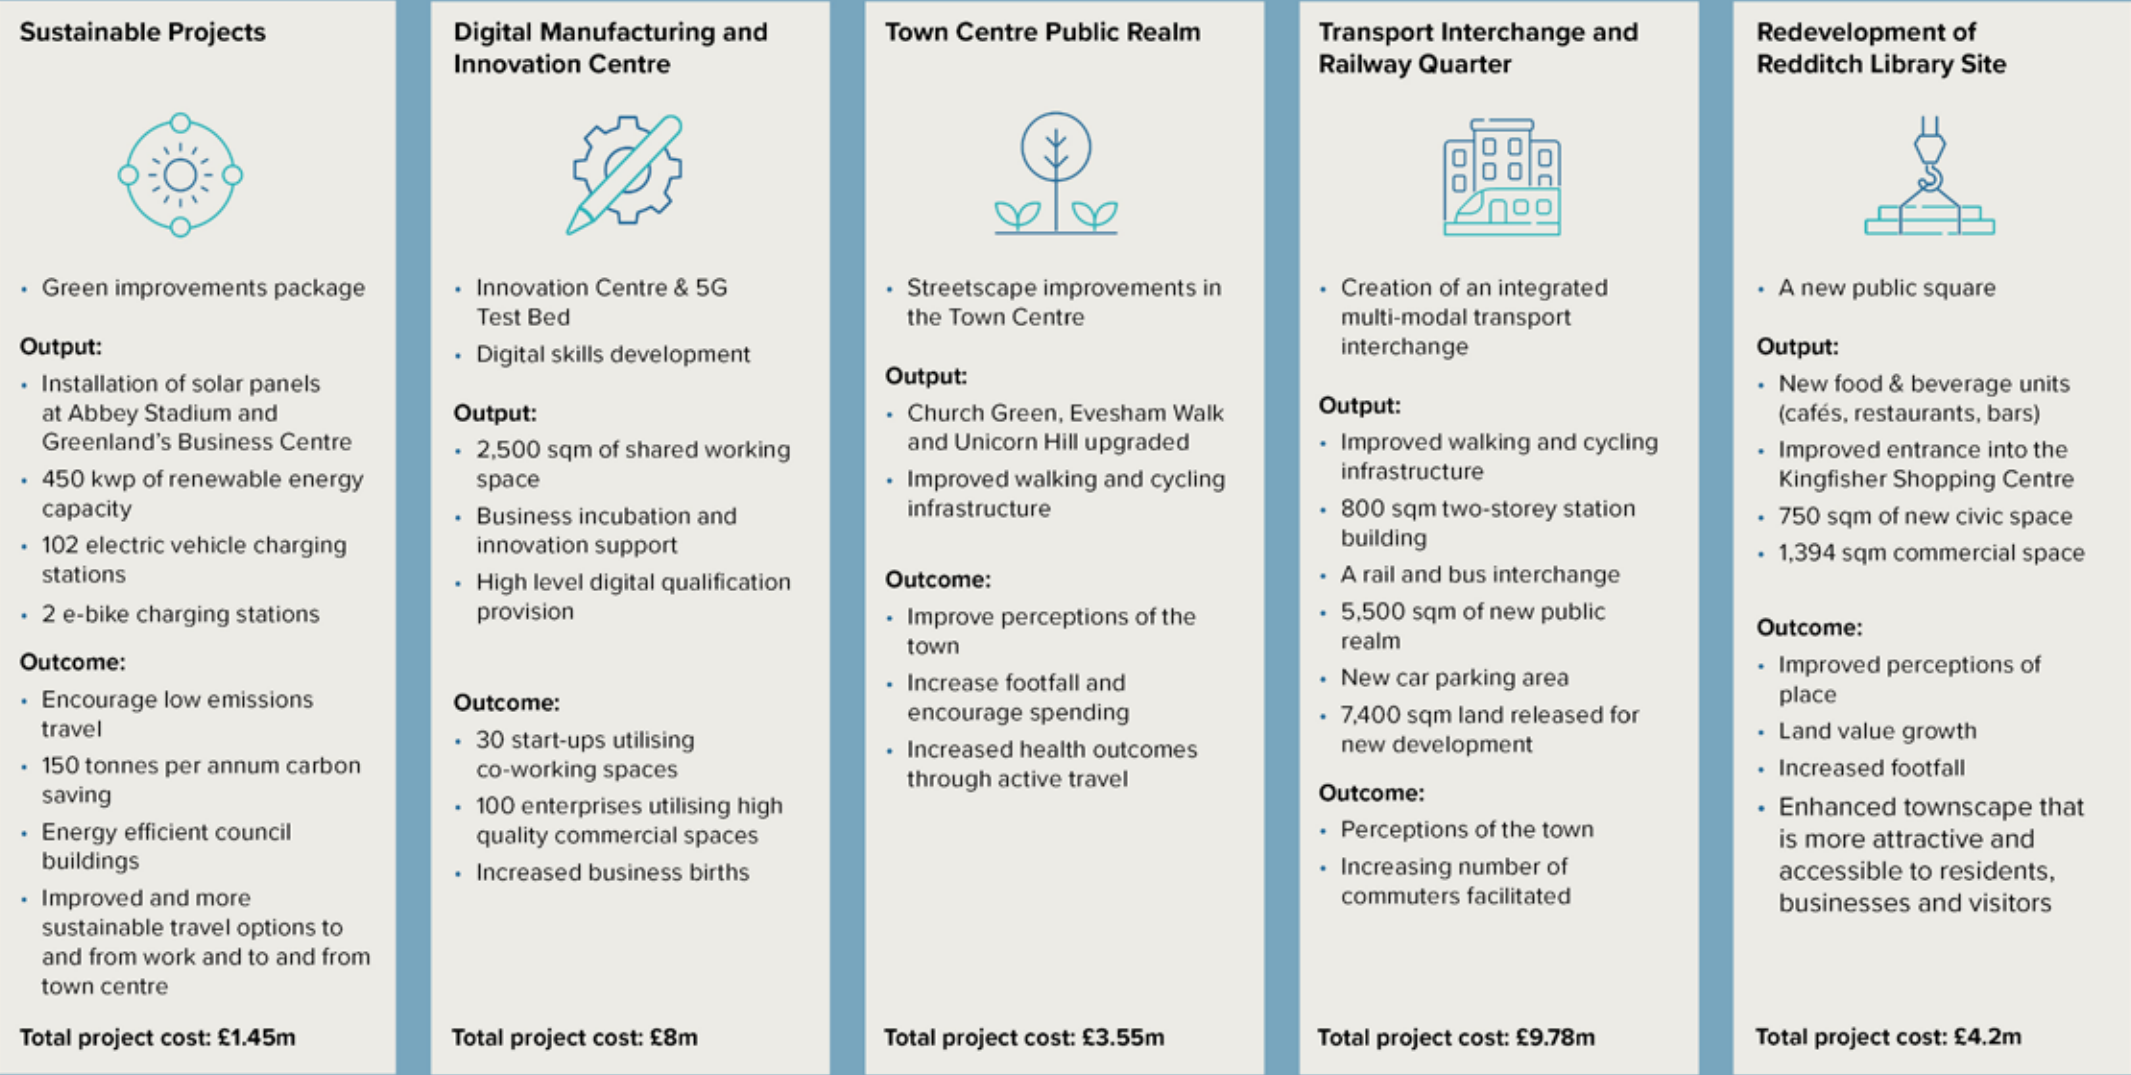 Sustainable Projects
• Green improvements package
Output:
• Installation of solar panels
at Abbey Stadium and
Greenland's Business Centre
• 450 kwp of renewable energy
capacity
• 102 electric vehicle charging
stations
• 2 e-bike charging stations
Outcome:
• Encourage low emissions
travel
• 150 tonnes per annum carbon
saving
• Energy efficient council
buildings
• Improved and more
sustainable travel options to
and from work and to and from
town centre
Total project cost: £1.45m
Digital Manufacturing and
Innovation Centre
• Innovation Centre & 5G
Test Bed
• Digital skills development
Output:
• 2,500 sqm of shared working
space
• Business incubation and
innovation support
• High level digital qualification
provision
Outcome:
• 30 start-ups utilising
co-working spaces
• 100 enterprises utilising high
quality commercial spaces
• Increased business births
Total project cost: £8m
Town Centre Public Realm
• Streetscape improvements in
the Town Centre
Output:
• Church Green, Evesham Walk
and Unicorn Hill upgraded
• Improved walking and cycling
infrastructure
Outcome:
• Improve perceptions of the
town
• Increase footfall and
encourage spending
• Increased health outcomes
through active travel
Total project cost: £3.55m
Transport Interchange and
Railway Quarter
• Creation of an integrated
multi-modal transport
interchange
Output:
• Improved walking and cycling
infrastructure
• 800 sqm two-storey station
building
• A rail and bus interchange
• 5,500 sqm of new public
realm
• New car parking area
• 7,400 sqm land released for
new development
Outcome:
• Perceptions of the town
• Increasing number of
commuters facilitated
Total project cost: £9.78m
Redevelopment of
Redditch Library Site
• A new public square
Output:
• New food & beverage units
(cafés, restaurants, bars)
• Improved entrance into the
Kingfisher Shopping Centre
• 750 sqm of new civic space
• 1,394 sqm commercial space
Outcome:
• Improved perceptions of
place
• Land value growth
• Increased footfall
• Enhanced townscape that
is more attractive and
accessible to residents,
businesses and visitors
Total project cost: £4.2m